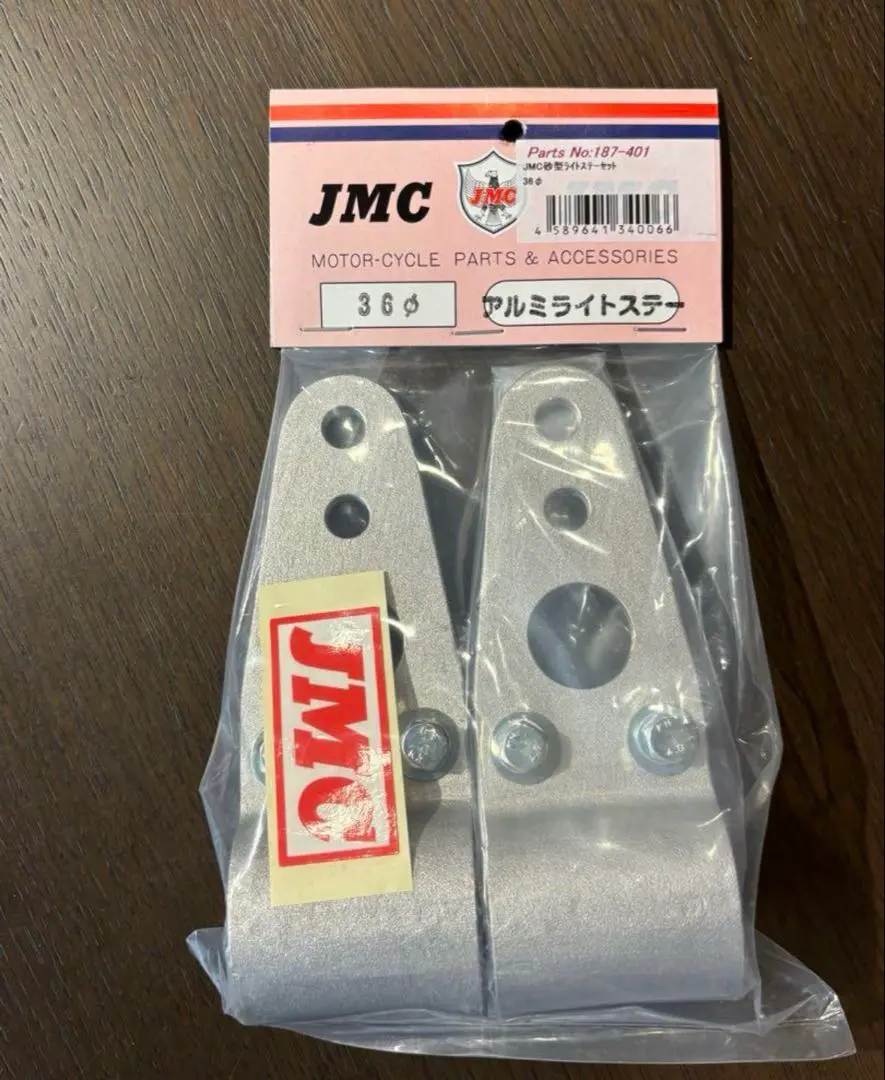 Parts No:187-401
JMC砂型ライトステーセット
36φ
JMC
JMC
4 589641 340066
MOTOR-CYCLE PARTS & ACCESSORIES
36φ
アルミライトステー
JMC